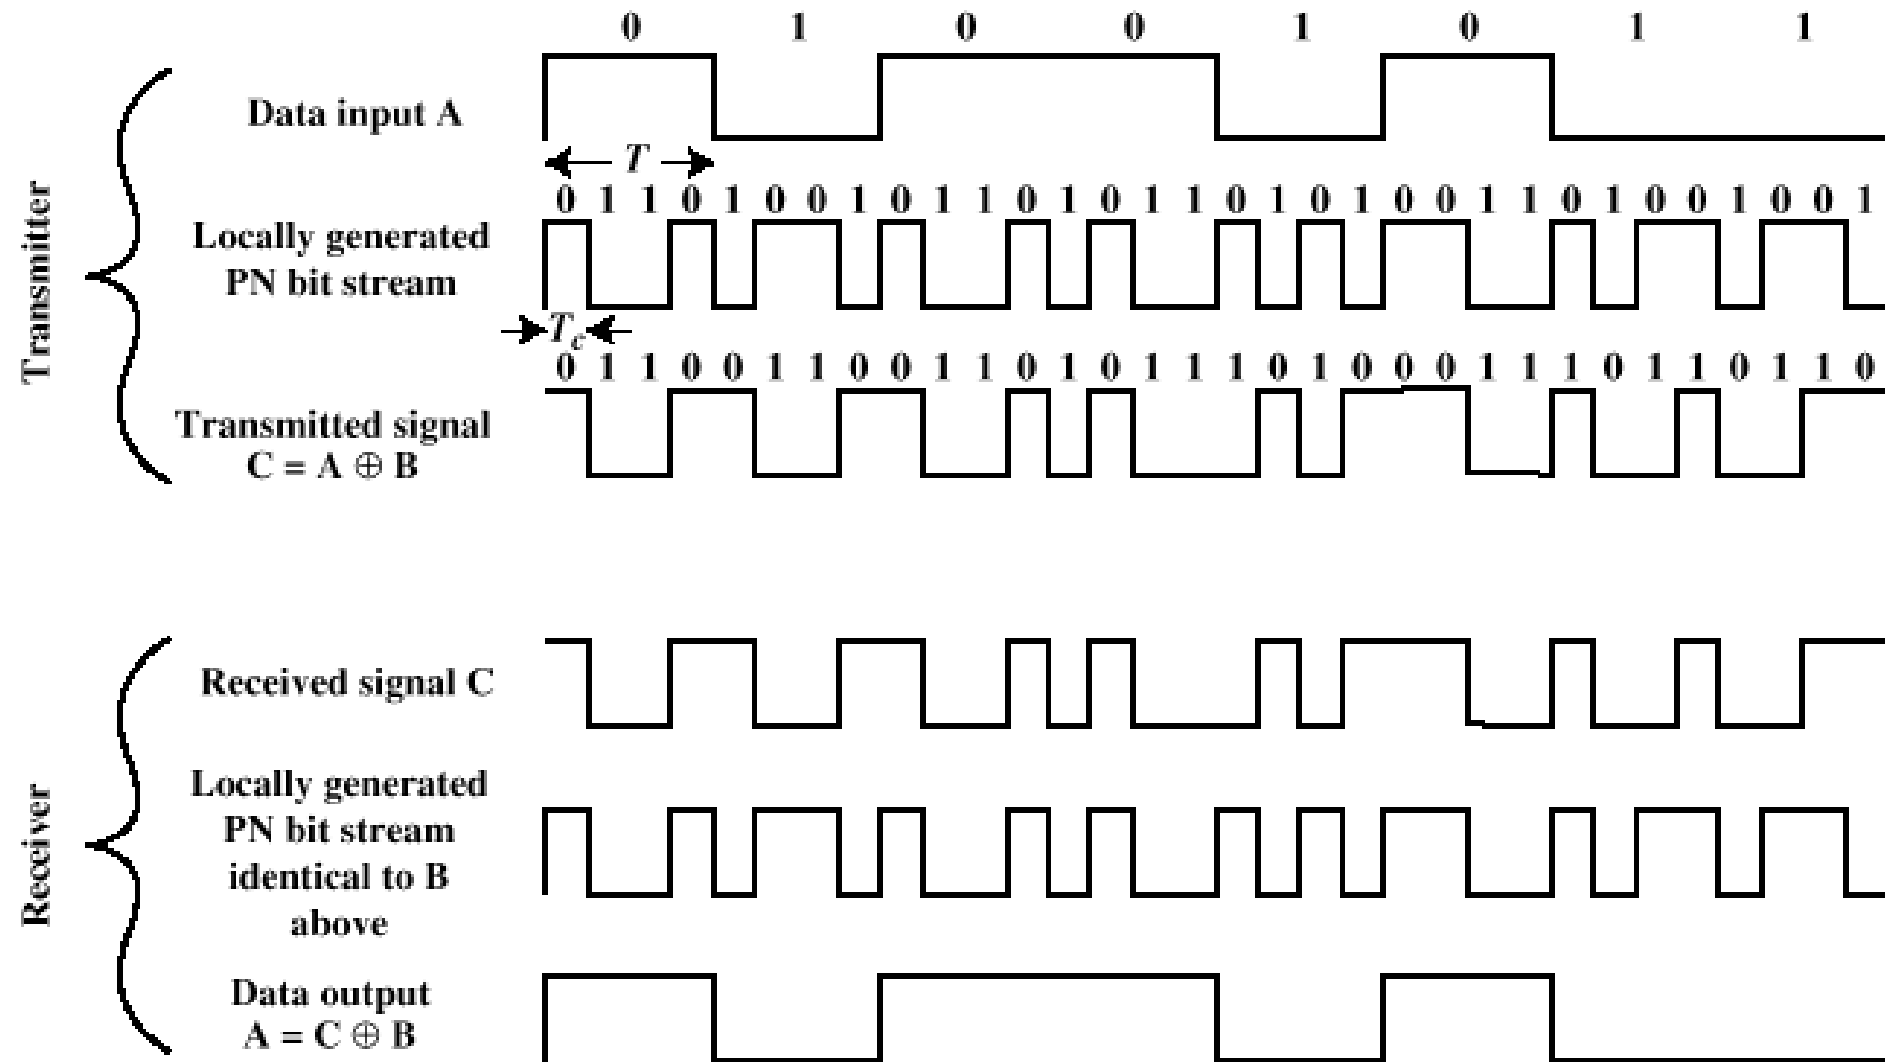 0 1 0 0 1 0 1 1
Data input A
T
0 1 1 0 1 0 0 1 0 1 1 0 1 0 1 1 0 1 0 1 0 0 1 1 0 1 0 0 1 0 0 1
Locally generated
PN bit stream
Tc
0 1 1 0 0 1 1 0 0 1 1 0 1 0 1 1 1 0 1 0 0 0 1 1 1 0 1 1 0 1 1 0
Transmitted signal
C = A ⊕ B
Transmitter
Received signal C
Locally generated
PN bit stream
identical to B
above
Data output
A = C ⊕ B
Receiver